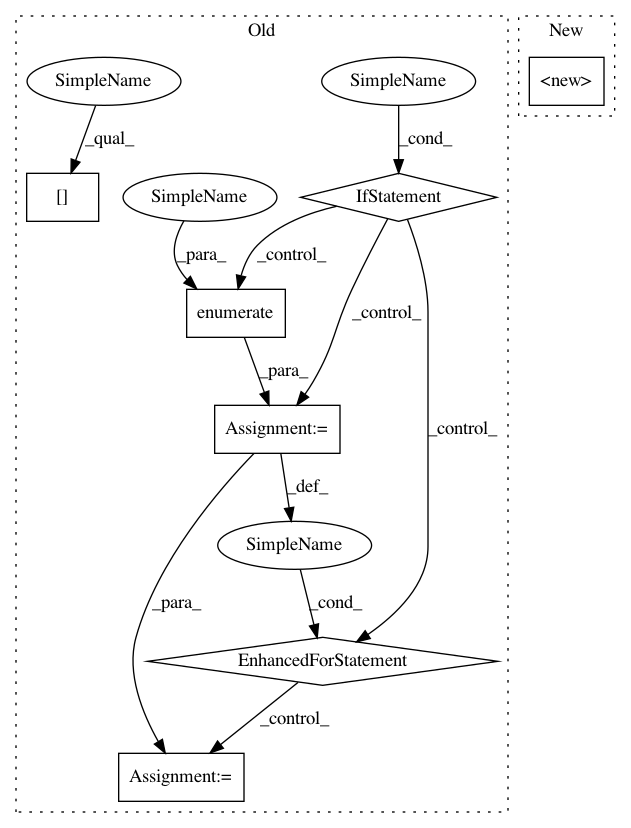 Old
New
SimpleName
SimpleName
<new>
_qual_
_cond_
[]
SimpleName
IfStatement
_para_
_control_
enumerate
_control_
_para_
_control_
Assignment:=
_def_
SimpleName
_para_
_cond_
EnhancedForStatement
_control_
Assignment:=